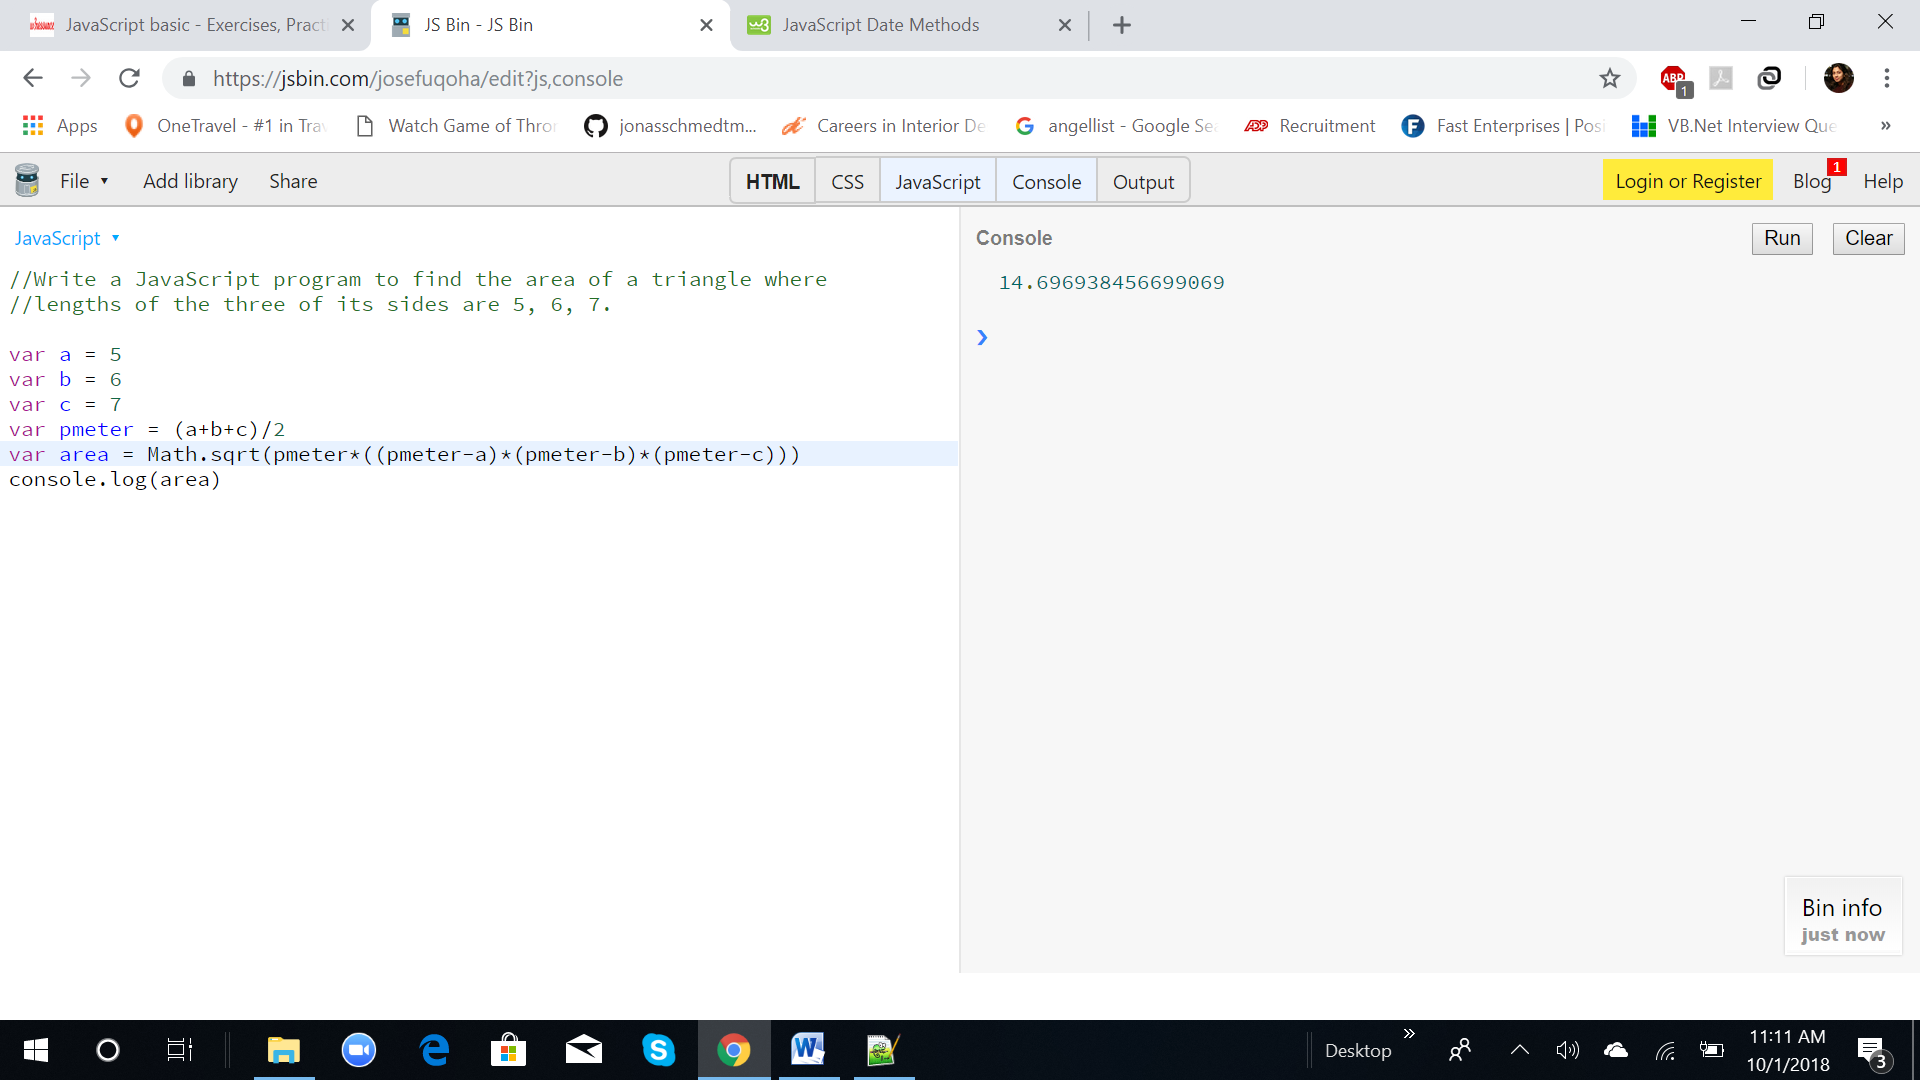 JavaScript basic - Exercises, Pract
JS Bin - JS Bin
JavaScript Date Methods
https://jsbin.com/josefuqoha/edit?js,console
ABP
1
Apps
OneTravel - #1 in Tra
Watch Game of Thro
jonasschmedtm...
Careers in Interior De
angellist - Google Se
ADP Recruitment
Fast Enterprises | Posi
VB.Net Interview Que
»
File
Add library
Share
HTML
CSS
JavaScript
Console
Output
Login or Register
Blog
1
Help
JavaScript
Console
Run
Clear
//Write a JavaScript program to find the area of a triangle where
//lengths of the three of its sides are 5, 6, 7.
var a = 5
var b = 6
var c = 7
var pmeter = (a+b+c)/2
var area = Math.sqrt(pmeter*((pmeter-a)*(pmeter-b)*(pmeter-c)))
console.log(area)
14.696938456699069
Bin info
just now
Desktop
11:11 AM
10/1/2018
3